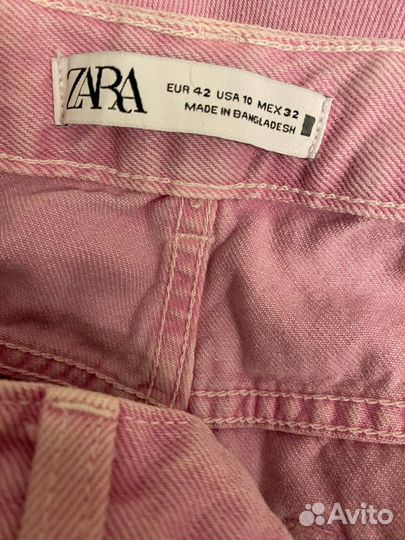 ZARA
EUR 42 USA 10 MEX 32
MADE IN BANGLADESH
Avito